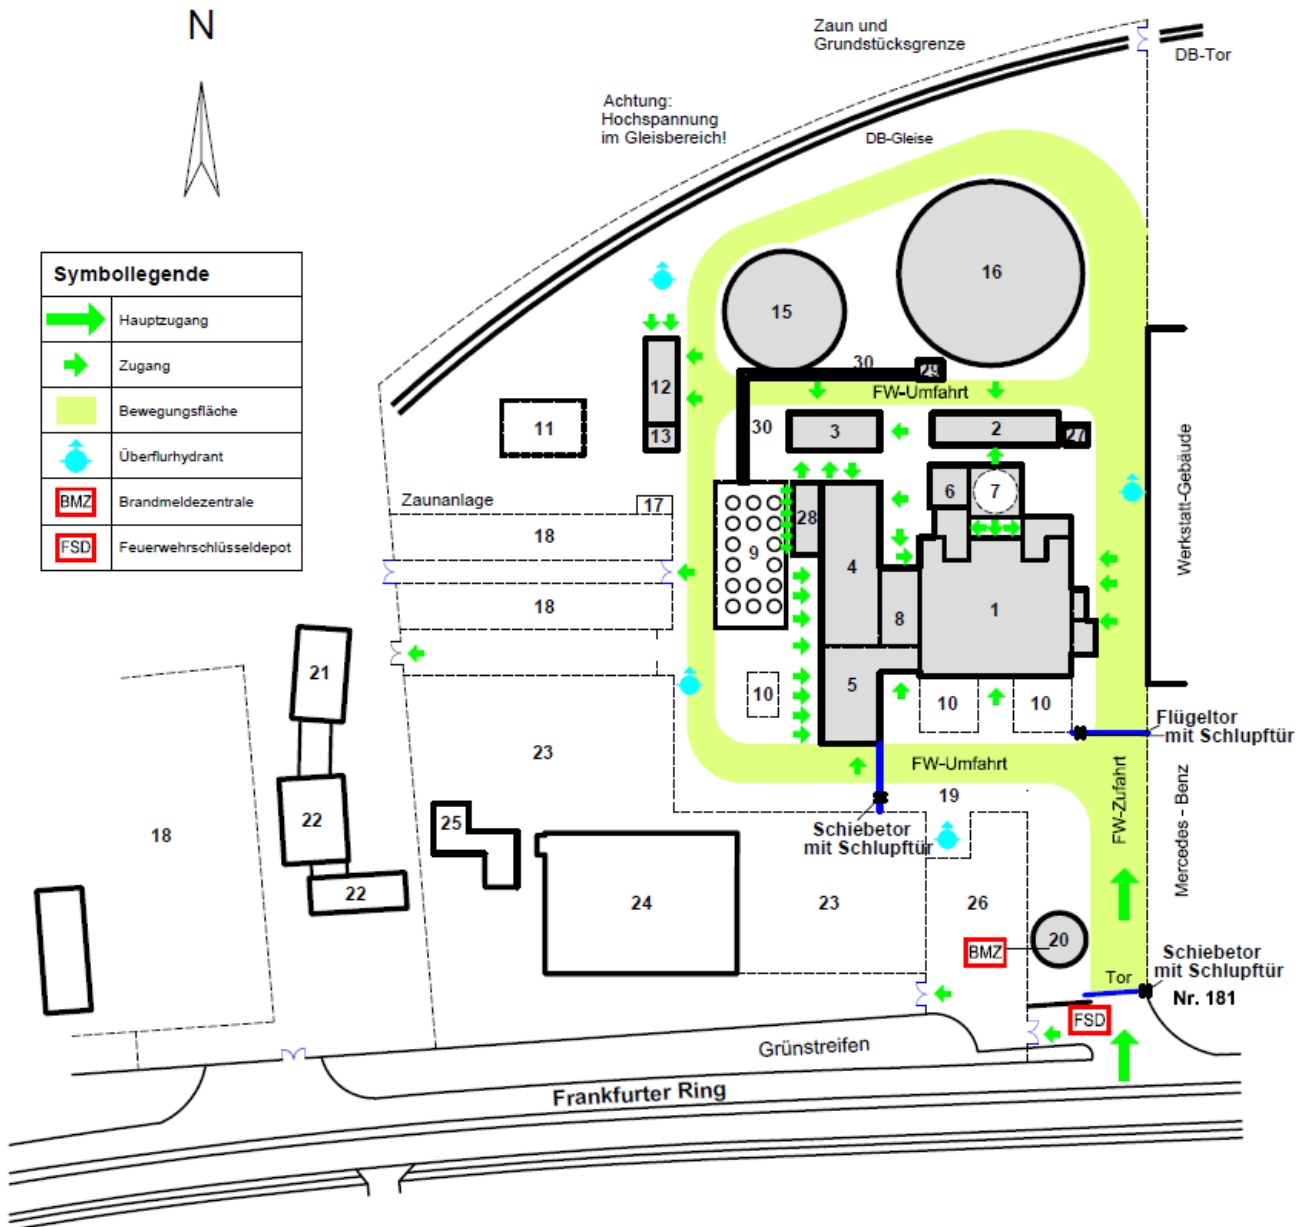 N
Zaun und
Grundstücksgrenze
DB-Tor
Achtung:
Hochspannung
im Gleisbereich!
DB-Gleise
Symbollegende
Hauptzugang
Zugang
Bewegungsfläche
Überflurhydrant
BMZ
Brandmeldezentrale
FSD
Feuerwehrschlüsseldepot
16
15
30
29
12
FW-Umfahrt
11
13
30
3
2
27
Werkstatt-Gebäude
Zaunanlage
17
6
7
18
28
9
4
18
8
1
21
10
5
10
10
Flügeltor
mit Schlupftür
23
FW-Umfahrt
19
FW-Zufahrt
Mercedes - Benz
18
22
25
Schiebetor
mit Schlupftür
22
24
23
26
20
BMZ
Schiebetor
mit Schlupftür
Tor
Nr. 181
FSD
Grünstreifen
Frankfurter Ring